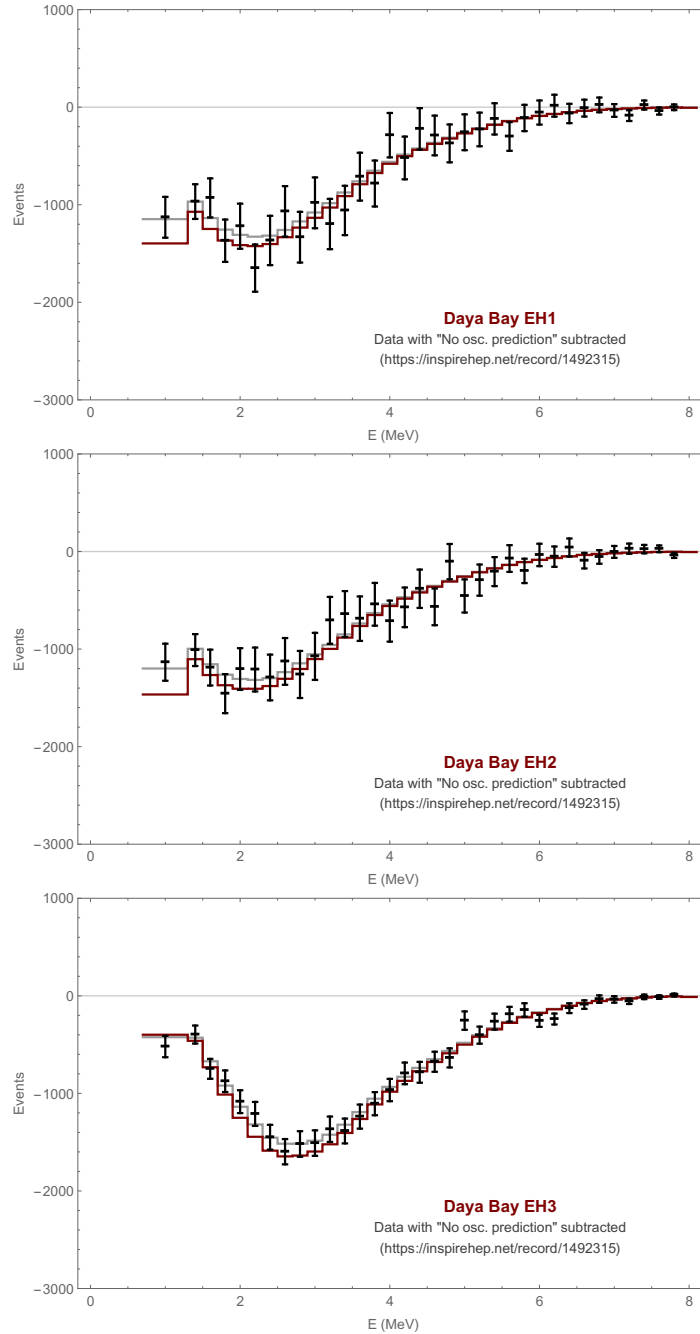 1000
0
−1000
−2000
−3000
Events
0
2
4
6
8
E (MeV)
Daya Bay EH1
Data with "No osc. prediction" subtracted
(https://inspirehep.net/record/1492315)
1000
0
−1000
−2000
−3000
Events
0
2
4
6
8
E (MeV)
Daya Bay EH2
Data with "No osc. prediction" subtracted
(https://inspirehep.net/record/1492315)
1000
0
−1000
−2000
−3000
Events
0
2
4
6
8
E (MeV)
Daya Bay EH3
Data with "No osc. prediction" subtracted
(https://inspirehep.net/record/1492315)